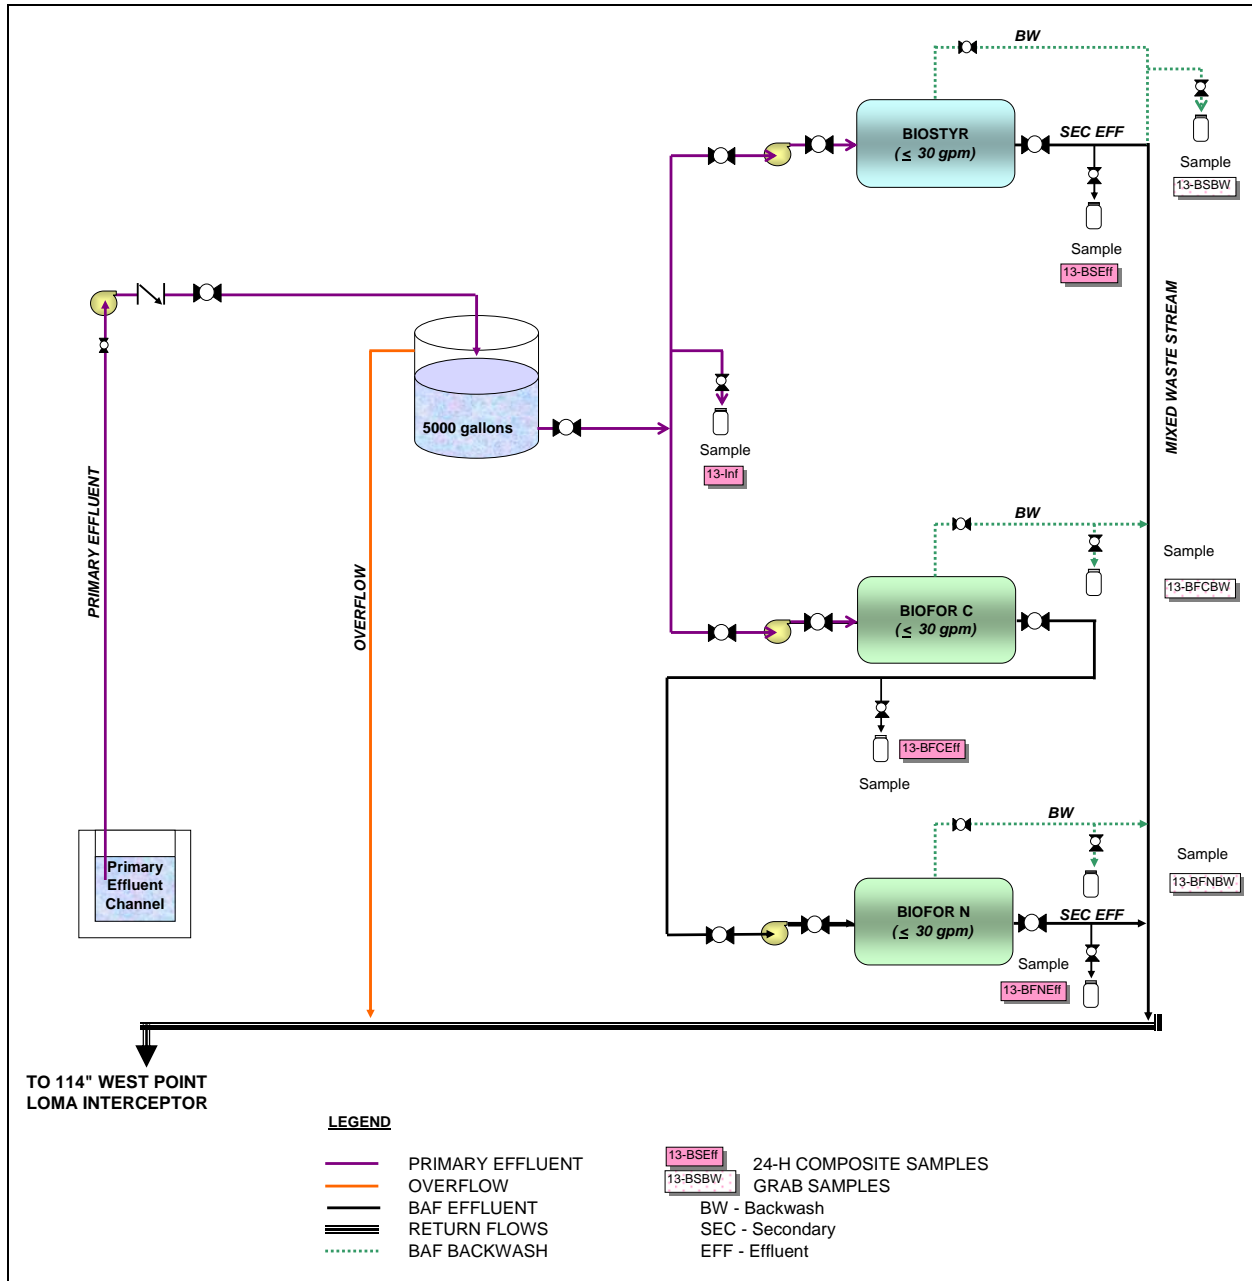 BW
BIOSTYR
(≤ 30 gpm)
SEC EFF
Sample
13-BSBW
Sample
13-BSEff
MIXED WASTE STREAM
5000 gallons
Sample
13-Inf
PRIMARY EFFLUENT
OVERFLOW
BW
Sample
13-BFCBW
BIOFOR C
(≤ 30 gpm)
13-BFCEff
Sample
BW
Sample
13-BFNBW
Primary
Effluent
Channel
BIOFOR N
(≤ 30 gpm)
SEC EFF
Sample
13-BFNEff
TO 114" WEST POINT
LOMA INTERCEPTOR
LEGEND
PRIMARY EFFLUENT
OVERFLOW
BAF EFFLUENT
RETURN FLOWS
BAF BACKWASH
13-BSEff 24-H COMPOSITE SAMPLES
13-BSBW GRAB SAMPLES
BW - Backwash
SEC - Secondary
EFF - Effluent